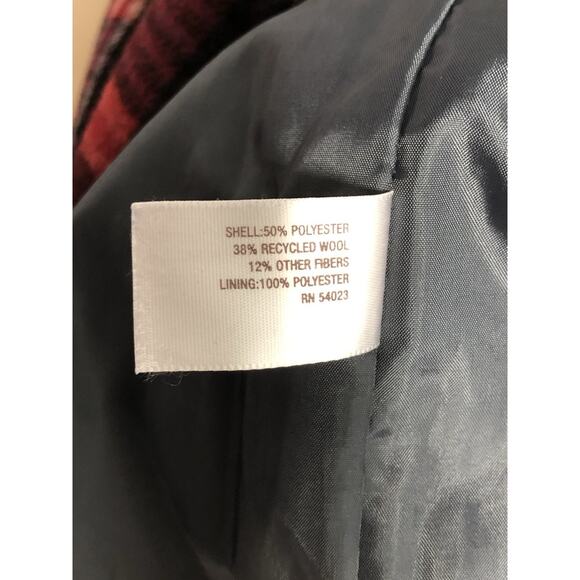 SHELL:50% POLYESTER
38% RECYCLED WOOL
12% OTHER FIBERS
LINING:100% POLYESTER
RN 54023